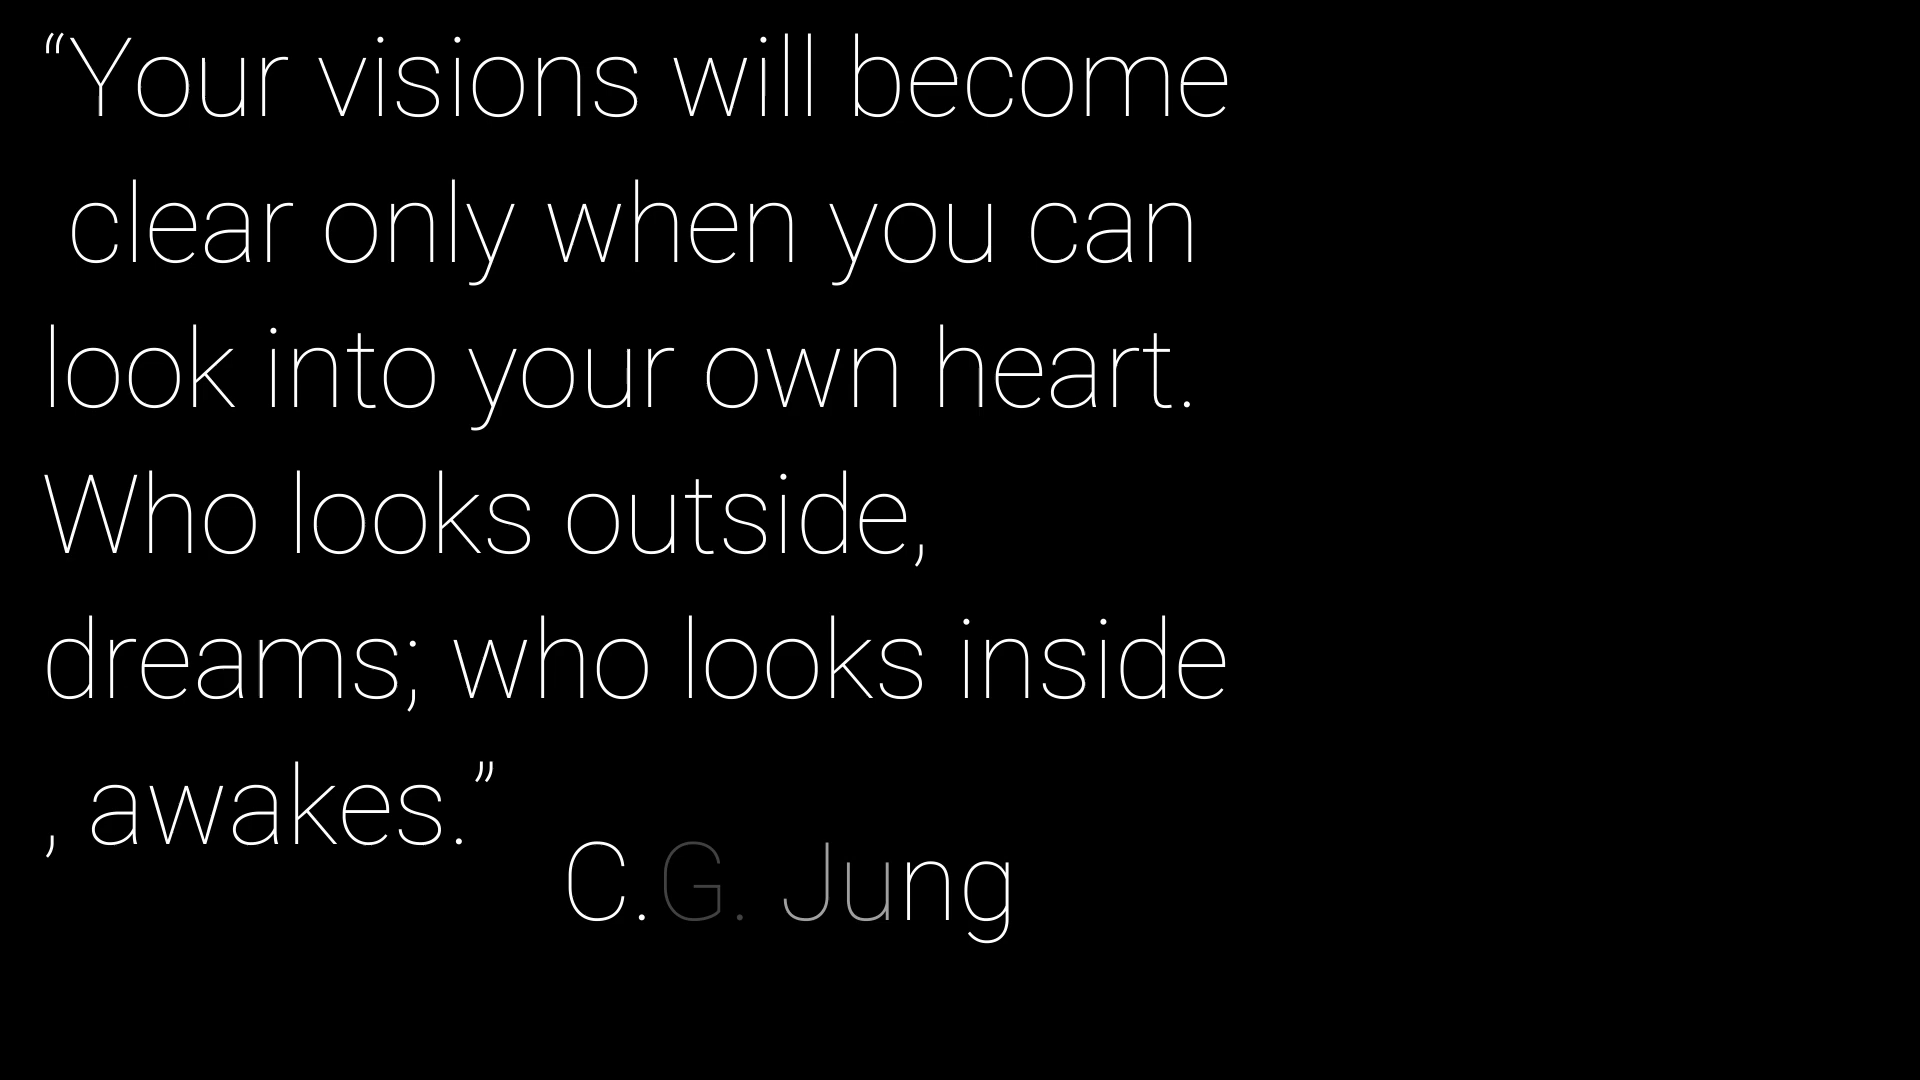 “Your visions will become
clear only when you can
look into your own heart.
Who looks outside,
dreams; who looks inside
, awakes.”
C.G. Jung